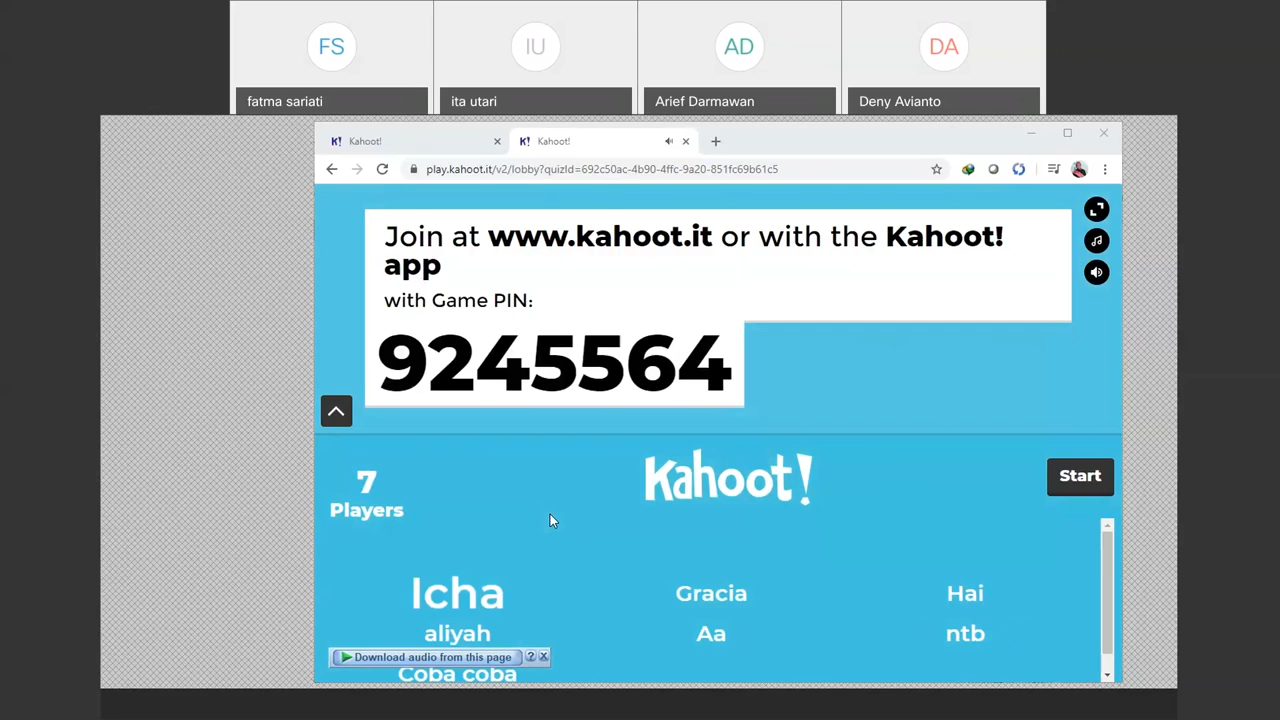 FS
IU
AD
DA
fatma sariati
ita utari
Arief Darmawan
Deny Avianto
K! Kahoot!
K! Kahoot!
play.kahoot.it/v2/lobby?quizId=692c50ac-4b90-4ffc-9a20-851fc69b61c5
Join at www.kahoot.it or with the Kahoot!
app
with Game PIN:
9245564
7
Players
Kahoot!
Start
Icha
Gracia
Hai
aliyah
Aa
ntb
Download audio from this page ?
Coba coba